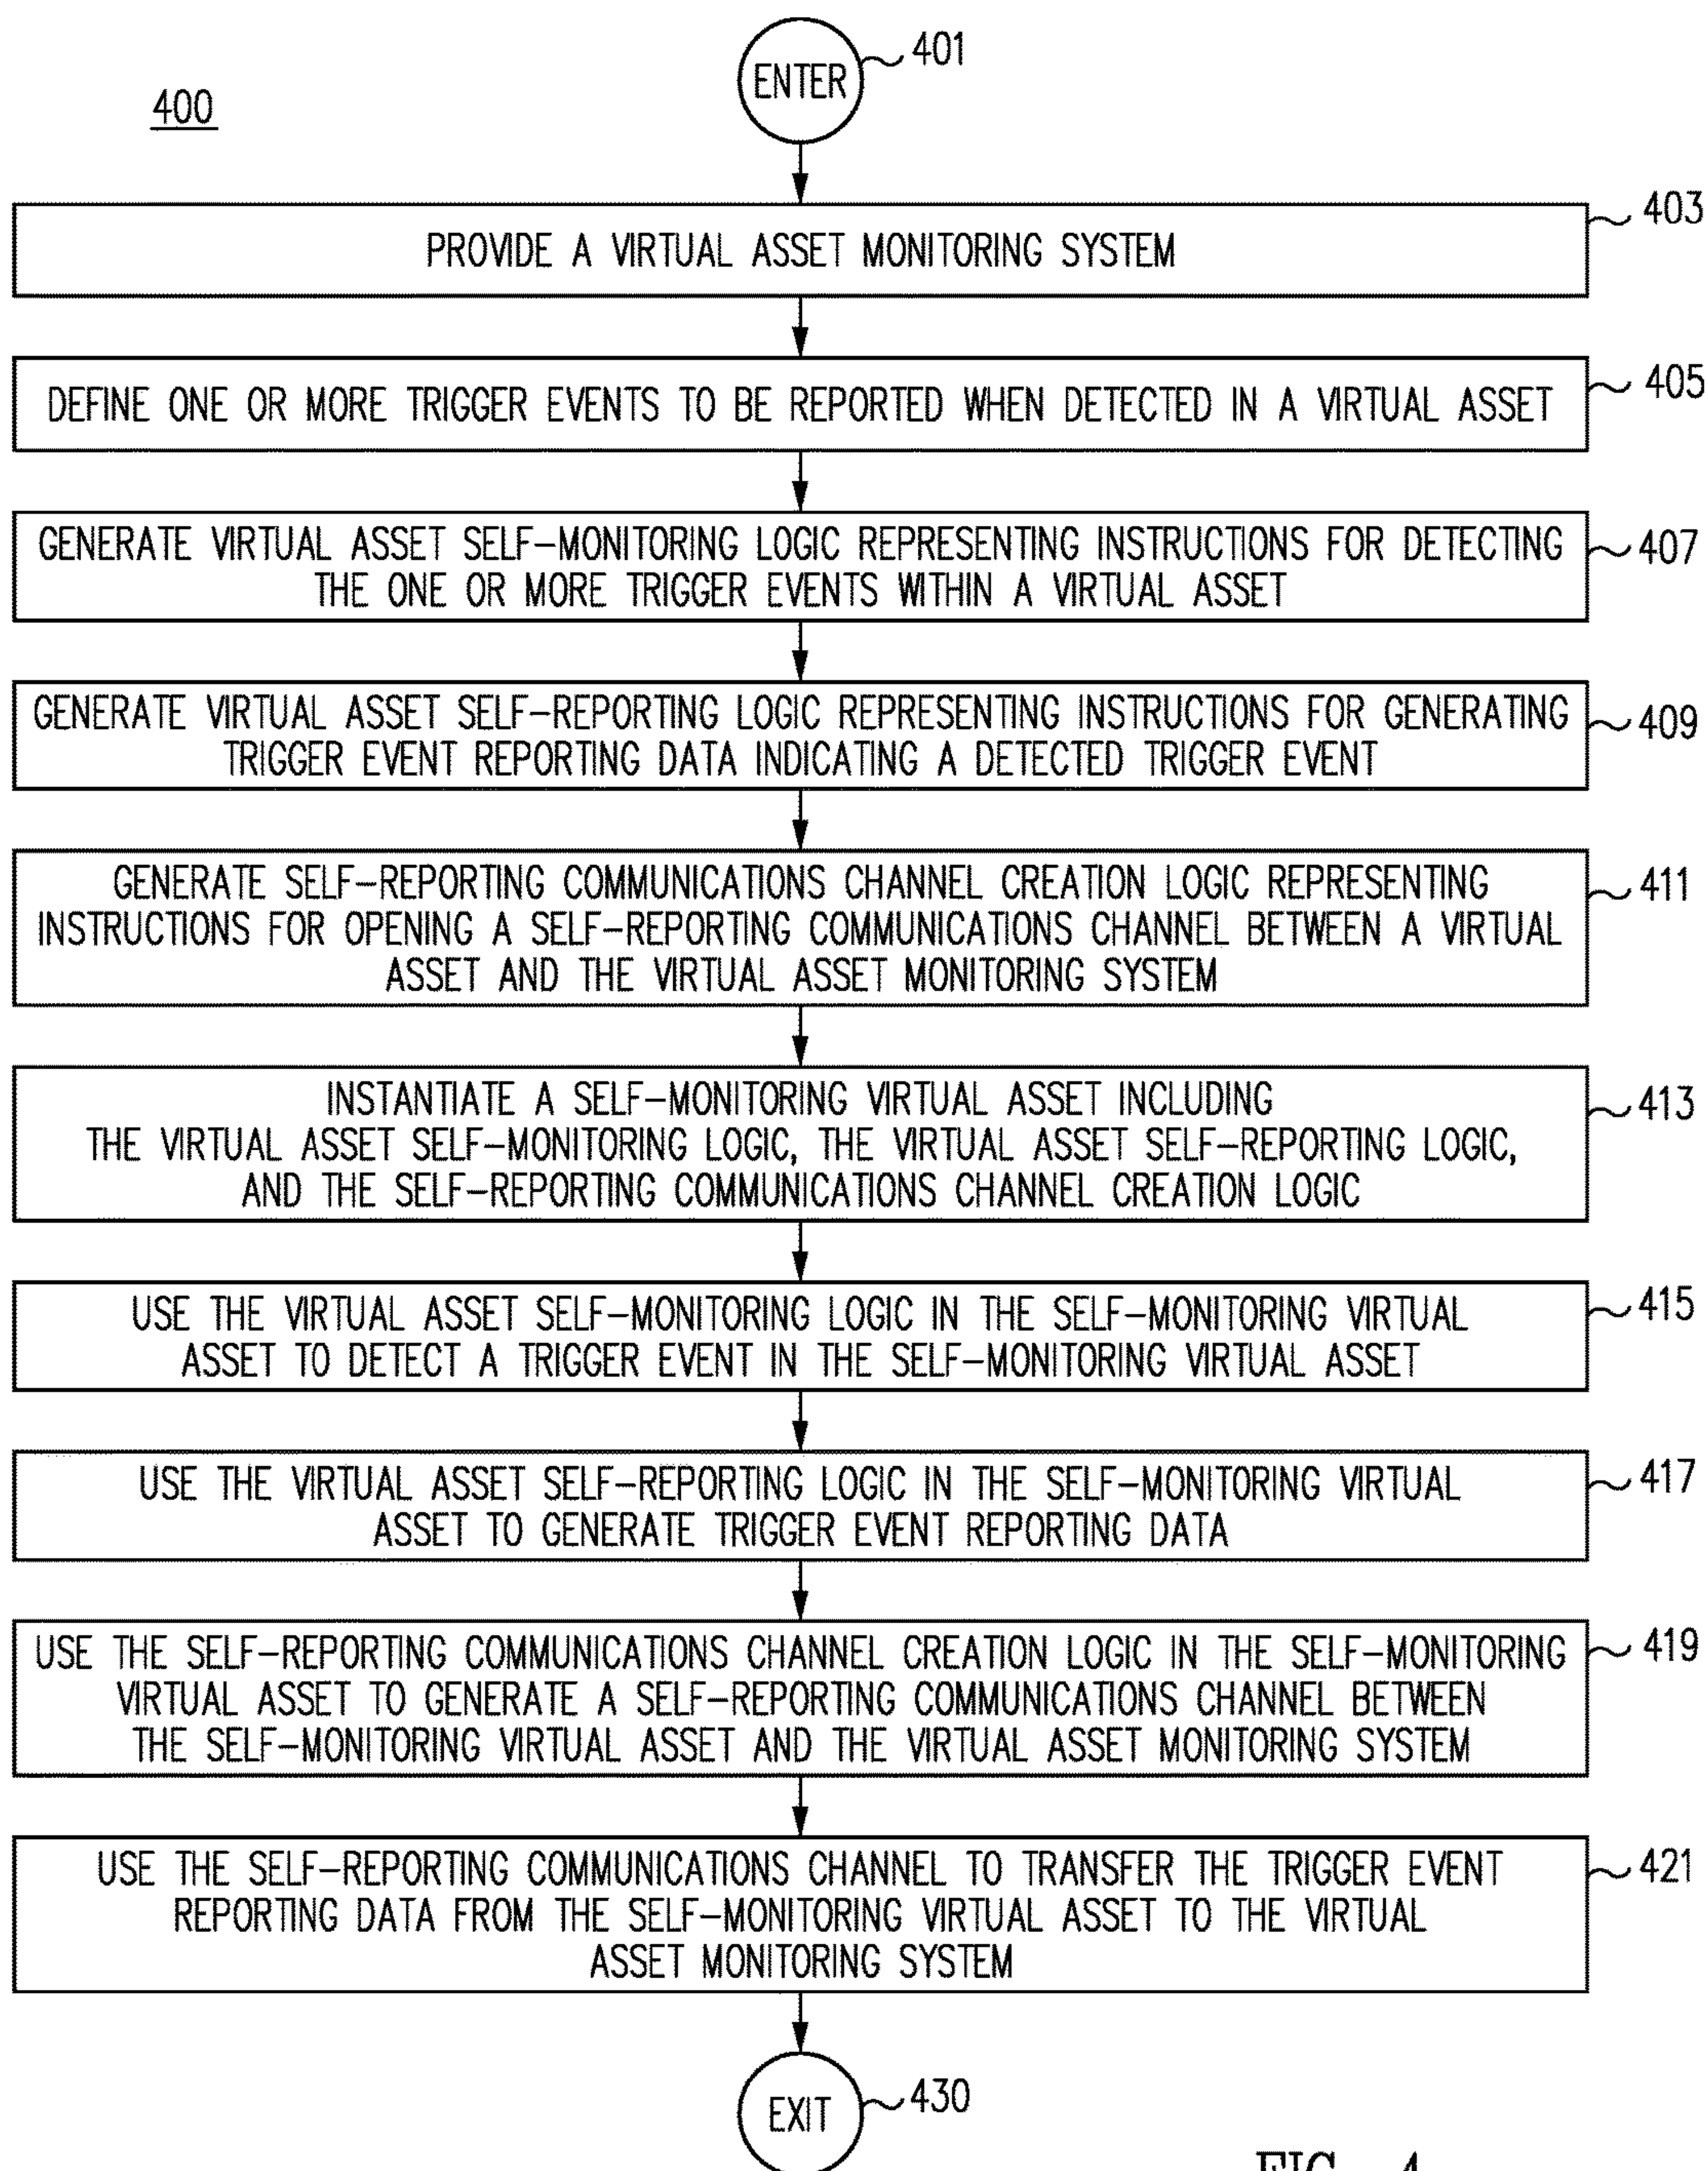 ENTER
401
400
PROVIDE A VIRTUAL ASSET MONITORING SYSTEM
403
DEFINE ONE OR MORE TRIGGER EVENTS TO BE REPORTED WHEN DETECTED IN A VIRTUAL ASSET
405
GENERATE VIRTUAL ASSET SELF-MONITORING LOGIC REPRESENTING INSTRUCTIONS FOR DETECTING
THE ONE OR MORE TRIGGER EVENTS WITHIN A VIRTUAL ASSET
407
GENERATE VIRTUAL ASSET SELF-REPORTING LOGIC REPRESENTING INSTRUCTIONS FOR GENERATING
TRIGGER EVENT REPORTING DATA INDICATING A DETECTED TRIGGER EVENT
409
GENERATE SELF-REPORTING COMMUNICATIONS CHANNEL CREATION LOGIC REPRESENTING
INSTRUCTIONS FOR OPENING A SELF-REPORTING COMMUNICATIONS CHANNEL BETWEEN A VIRTUAL
ASSET AND THE VIRTUAL ASSET MONITORING SYSTEM
411
INSTANTIATE A SELF-MONITORING VIRTUAL ASSET INCLUDING
THE VIRTUAL ASSET SELF-MONITORING LOGIC, THE VIRTUAL ASSET SELF-REPORTING LOGIC,
AND THE SELF-REPORTING COMMUNICATIONS CHANNEL CREATION LOGIC
413
USE THE VIRTUAL ASSET SELF-MONITORING LOGIC IN THE SELF-MONITORING VIRTUAL
ASSET TO DETECT A TRIGGER EVENT IN THE SELF-MONITORING VIRTUAL ASSET
415
USE THE VIRTUAL ASSET SELF-REPORTING LOGIC IN THE SELF-MONITORING VIRTUAL
ASSET TO GENERATE TRIGGER EVENT REPORTING DATA
417
USE THE SELF-REPORTING COMMUNICATIONS CHANNEL CREATION LOGIC IN THE SELF-MONITORING
VIRTUAL ASSET TO GENERATE A SELF-REPORTING COMMUNICATIONS CHANNEL BETWEEN
THE SELF-MONITORING VIRTUAL ASSET AND THE VIRTUAL ASSET MONITORING SYSTEM
419
USE THE SELF-REPORTING COMMUNICATIONS CHANNEL TO TRANSFER THE TRIGGER EVENT
REPORTING DATA FROM THE SELF-MONITORING VIRTUAL ASSET TO THE VIRTUAL
ASSET MONITORING SYSTEM
421
EXIT
430
FIG. 4